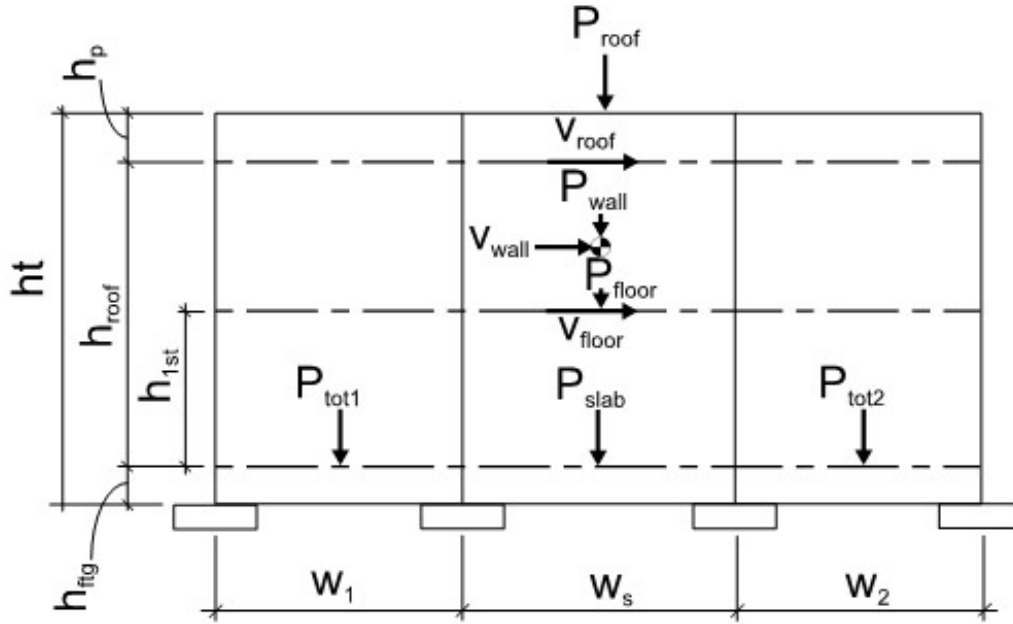 P_roof
h_p
V_roof
P_wall
V_wall
ht
h_roof
P_floor
V_floor
h_1st
P_tot1
P_slab
P_tot2
h_ftg
w_1
w_s
w_2